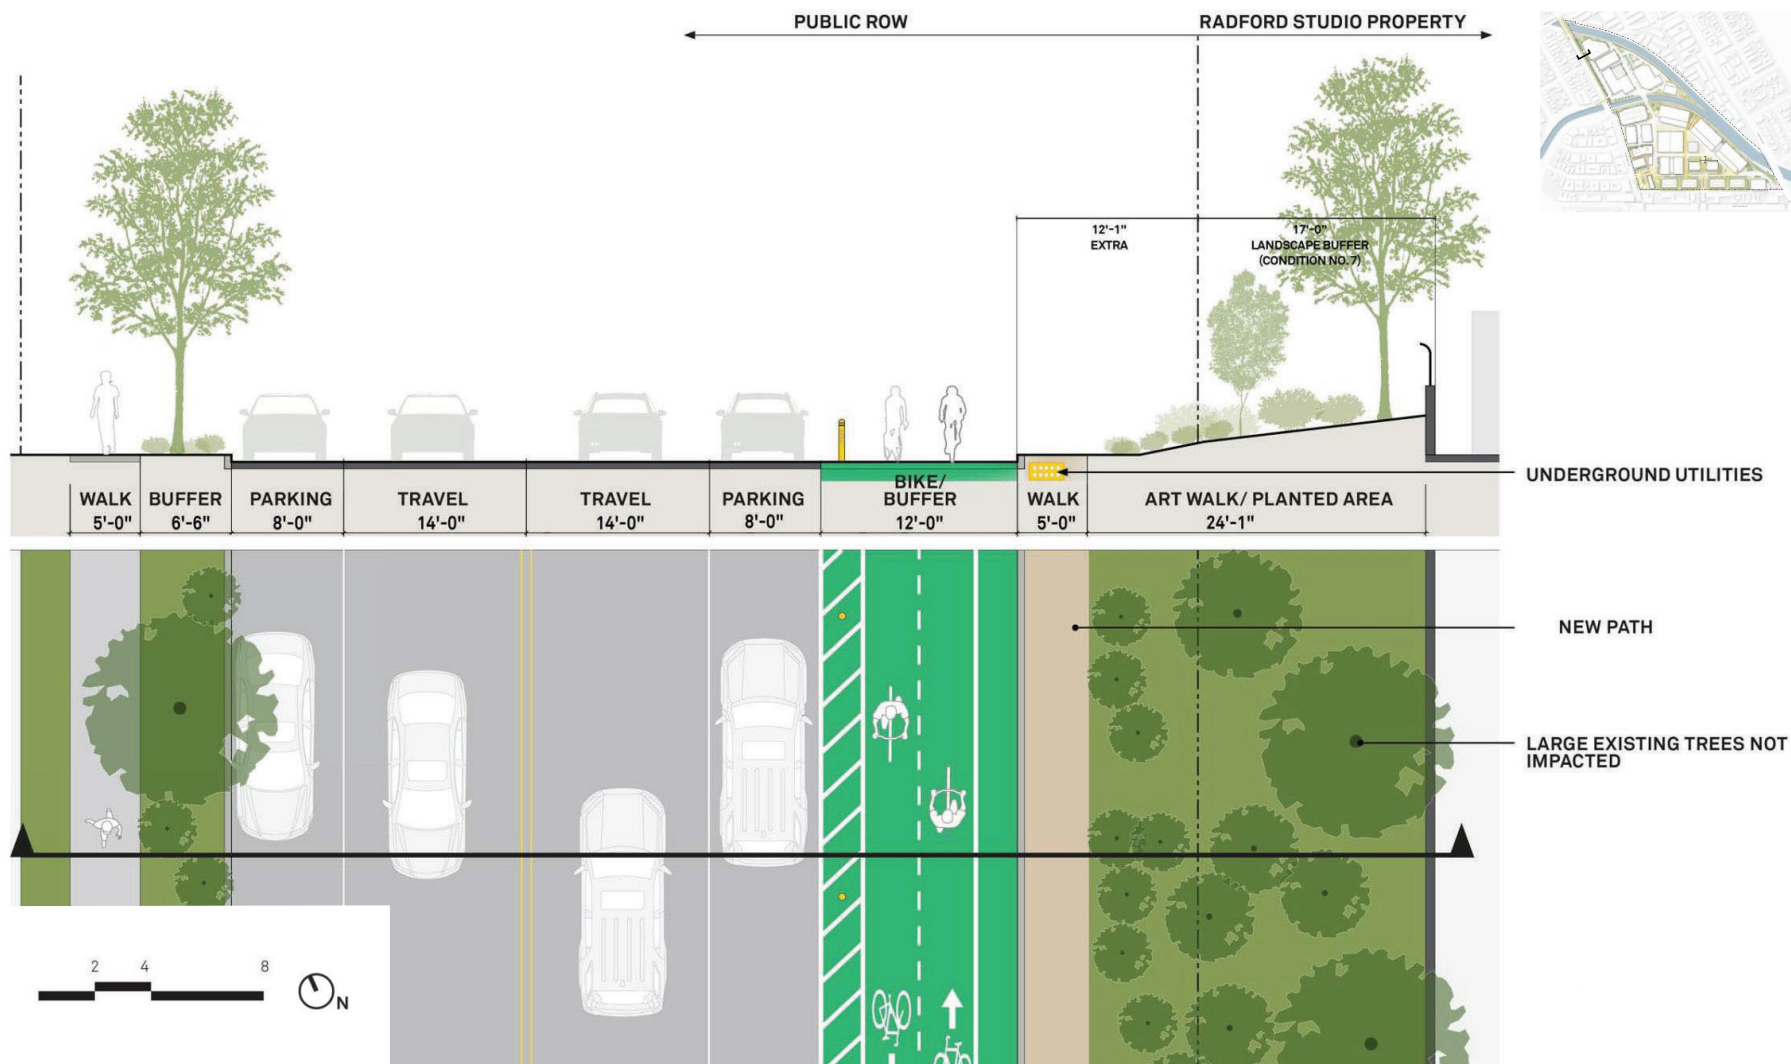 PUBLIC ROW
RADFORD STUDIO PROPERTY
12'-1"
EXTRA
17'-0"
LANDSCAPE BUFFER
(CONDITION NO. 7)
UNDERGROUND UTILITIES
WALK
5'-0"
BUFFER
6'-6"
PARKING
8'-0"
TRAVEL
14'-0"
TRAVEL
14'-0"
PARKING
8'-0"
BIKE/
BUFFER
12'-0"
WALK
5'-0"
ART WALK/ PLANTED AREA
24'-1"
NEW PATH
LARGE EXISTING TREES NOT
IMPACTED
2 4 8
N